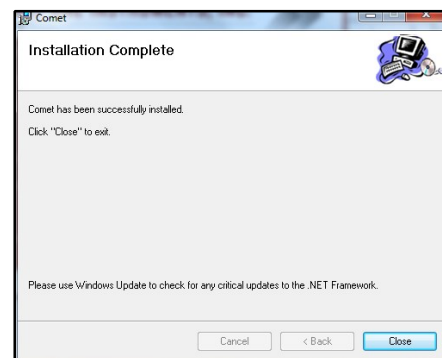 Comet
Installation Complete
Comet has been successfully installed.
Click "Close" to exit.
Please use Windows Update to check for any critical updates to the .NET Framework.
Cancel
< Back
Close